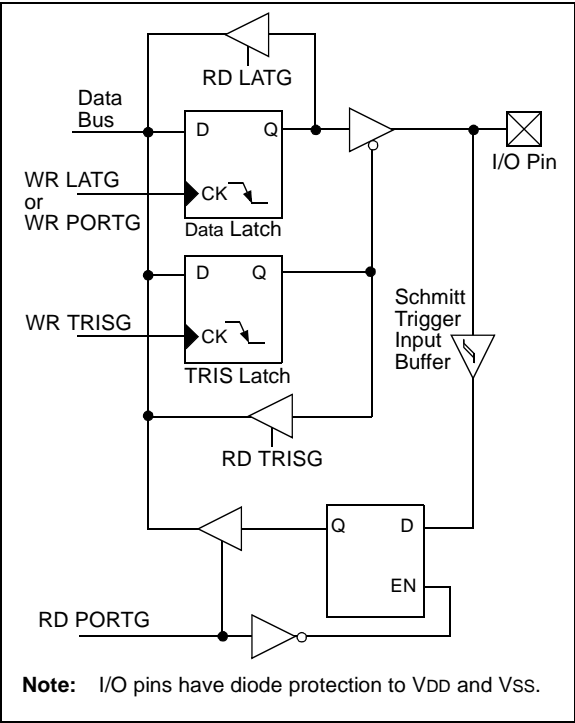 RD LATG
Data
Bus
D Q
I/O Pin
WR LATG
or
WR PORTG
CK
Data Latch
D Q
Schmitt
Trigger
Input
Buffer
WR TRISG
CK
TRIS Latch
RD TRISG
Q D
EN
RD PORTG
Note: I/O pins have diode protection to VDD and VSS.